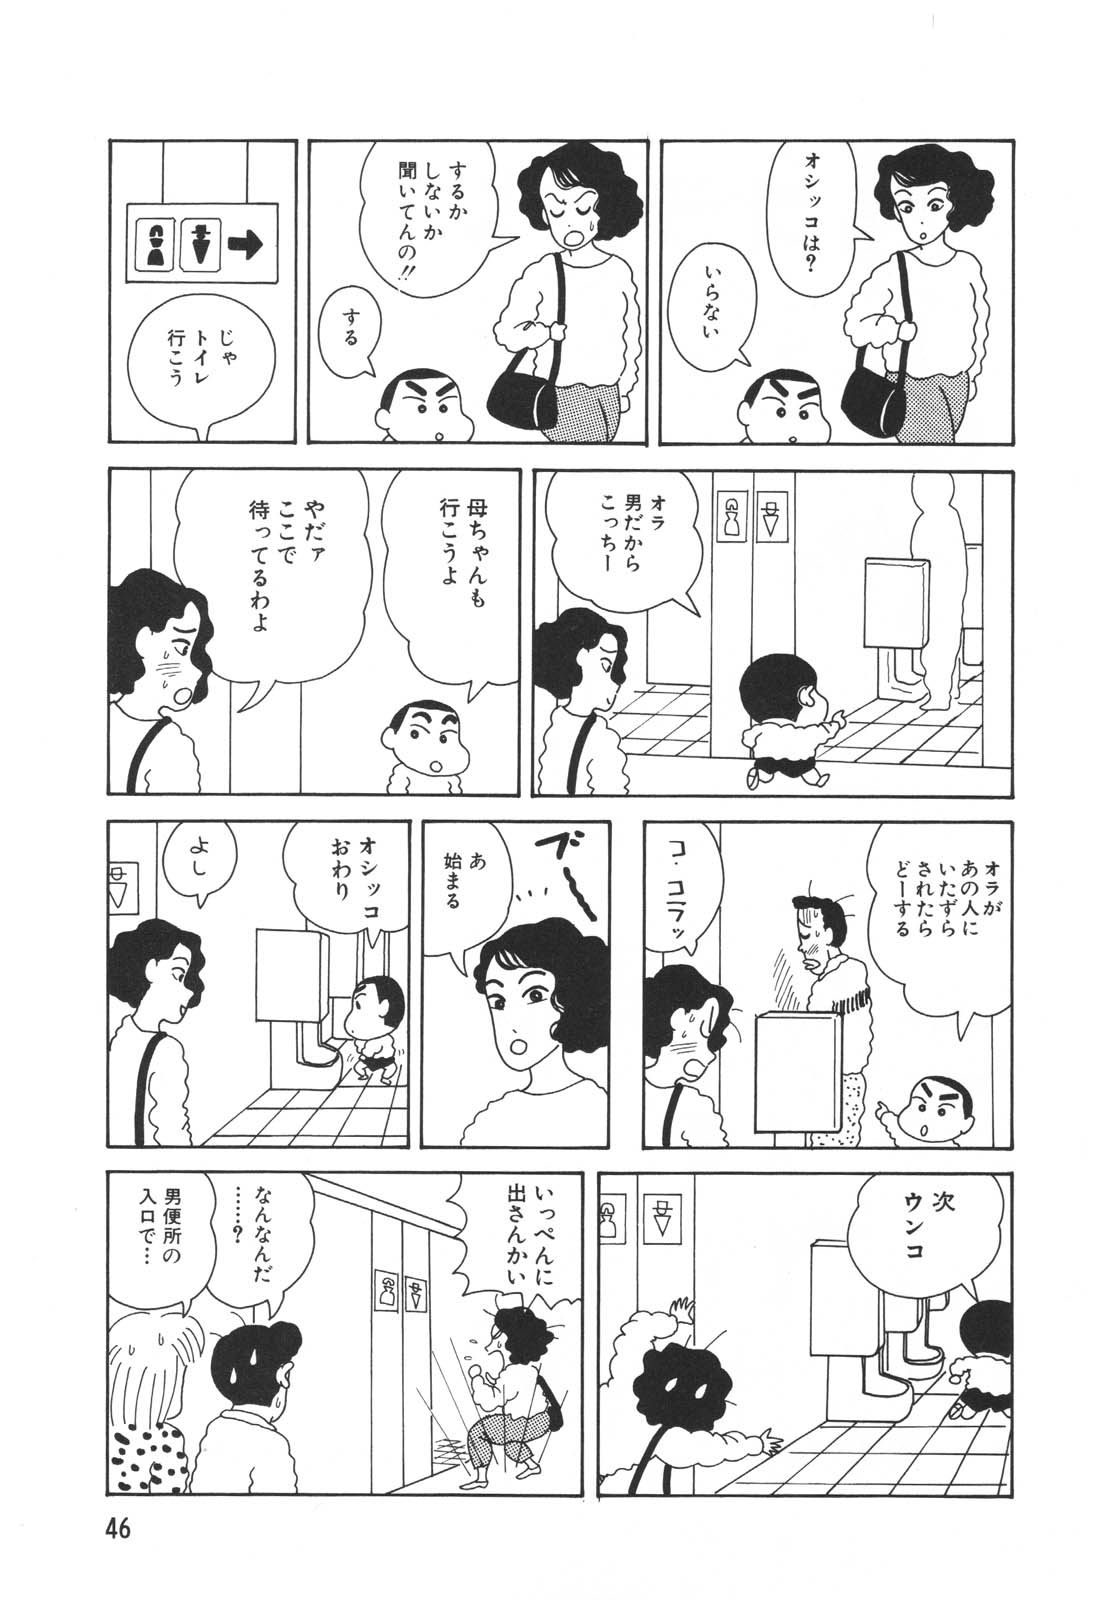 オシッコは?
いらない
するか
しないか
聞いてんの!!
する
じゃ
トイレ
行こう
オラ
男だから
こっちー
母ちゃんも
行こうよ
やだァ
ここで
待ってるわよ
オラが
あの人に
いたずら
されたら
どーする
コ・コラッ
ブーッ
あ
始まる
オシッコ
おわり
よし
次
ウンコ
いっぺんに
出さんかい
なんなんだ
……?
男便所の
入口で…
46